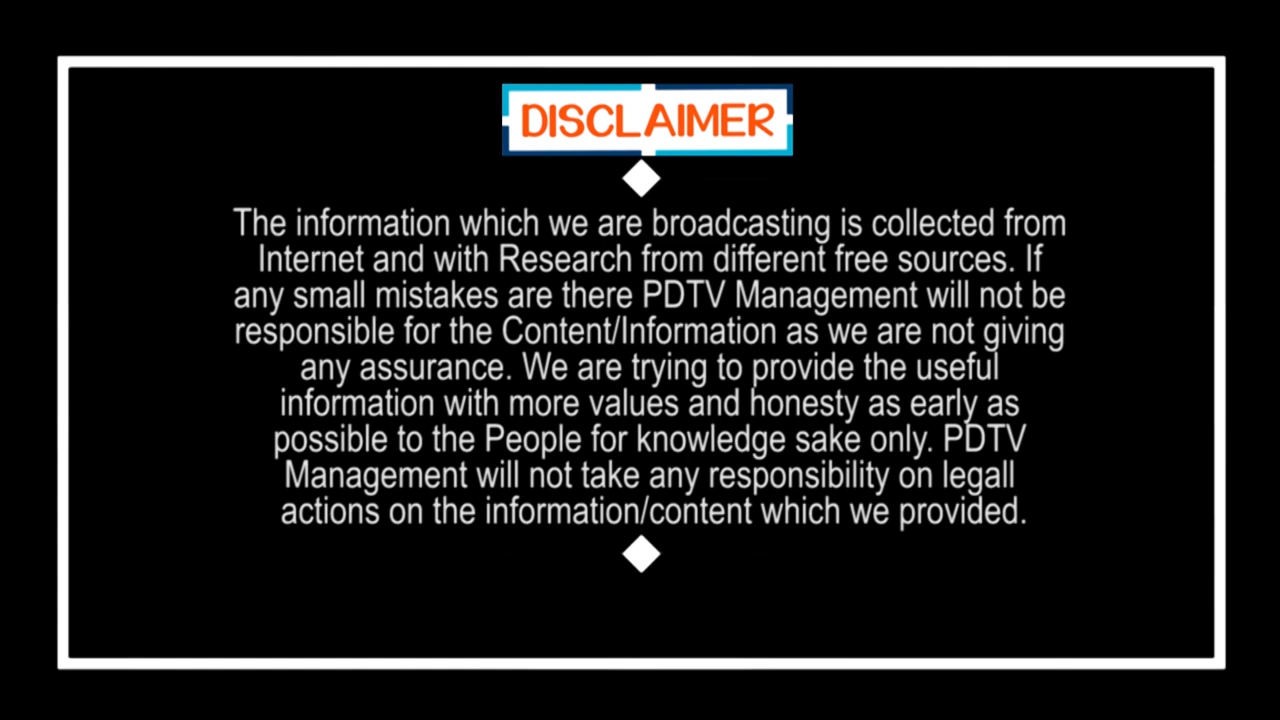 DISCLAIMER
The information which we are broadcasting is collected from
Internet and with Research from different free sources. If
any small mistakes are there PDTV Management will not be
responsible for the Content/Information as we are not giving
any assurance. We are trying to provide the useful
information with more values and honesty as early as
possible to the People for knowledge sake only. PDTV
Management will not take any responsibility on legall
actions on the information/content which we provided.